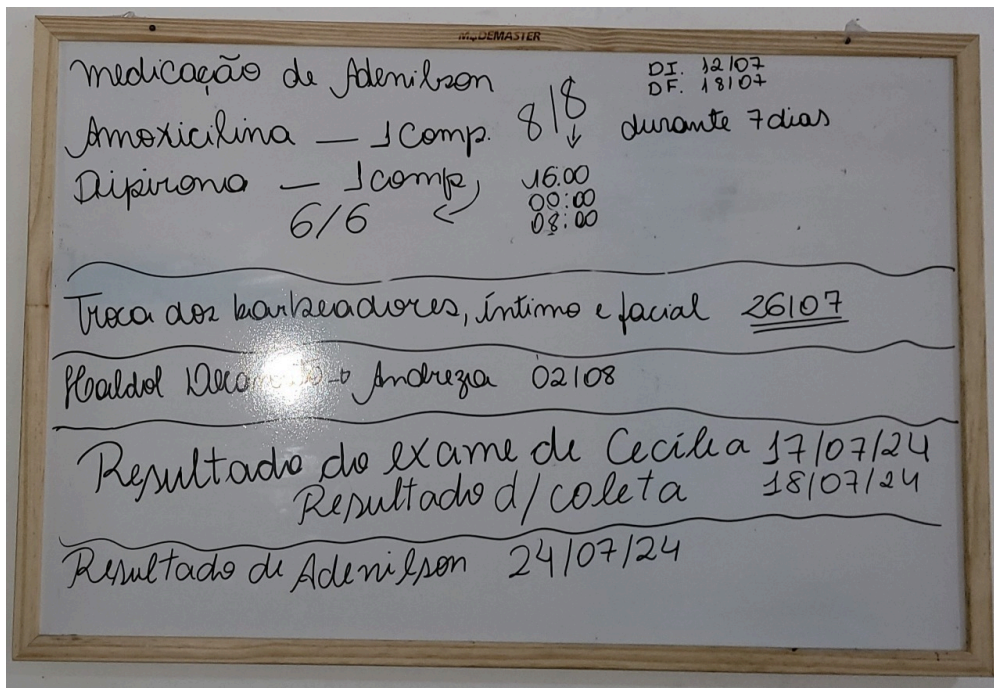 MADEMASTER
medicação de Adenilson
DI. 12/07
DF. 18/07
Amoxicilina — 1 Comp. 8/8 durante 7 dias
Dipirona — 1 comp,
6/6
16:00
00:00
08:00
Troca dos barbeadores, íntimo e facial 26/07
Haldol Andrezza 02/08
Resultado do exame de Cecília 17/07/24
Resultado d/ coleta 18/07/24
Resultado de Adenilson 24/07/24